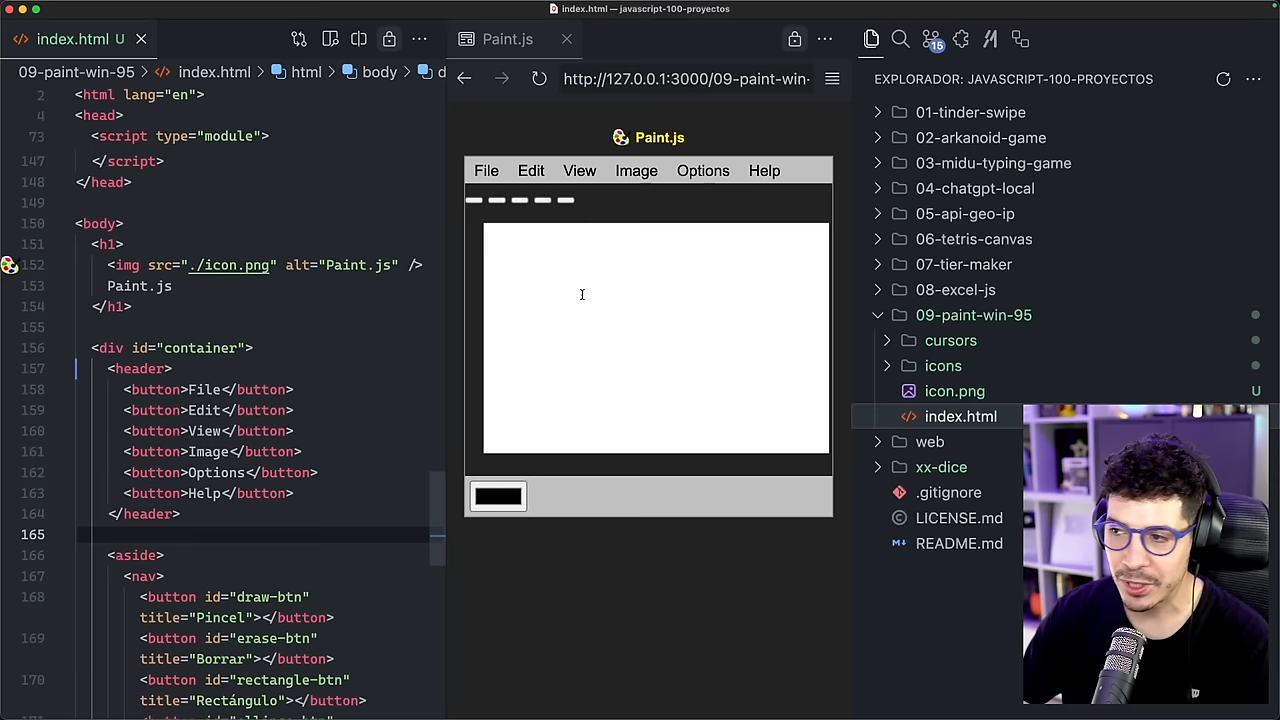 index.html — javascript-100-proyectos
index.html U
09-paint-win-95 > index.html > html > body > d
2 <html lang="en">
4 <head>
73 <script type="module">
147 </script>
148 </head>
149
150 <body>
151 <h1>
152 <img src="./icon.png" alt="Paint.js" />
153 Paint.js
154 </h1>
155
156 <div id="container">
157 <header>
158 <button>File</button>
159 <button>Edit</button>
160 <button>View</button>
161 <button>Image</button>
162 <button>Options</button>
163 <button>Help</button>
164 </header>
165
166 <aside>
167 <nav>
168 <button id="draw-btn"
title="Pincel"></button>
169 <button id="erase-btn"
title="Borrar"></button>
170 <button id="rectangle-btn"
title="Rectángulo"></button>
Paint.js
http://127.0.0.1:3000/09-paint-win-
Paint.js
File Edit View Image Options Help
15
EXPLORADOR: JAVASCRIPT-100-PROYECTOS
01-tinder-swipe
02-arkanoid-game
03-midu-typing-game
04-chatgpt-local
05-api-geo-ip
06-tetris-canvas
07-tier-maker
08-excel-js
09-paint-win-95
cursors
icons
icon.png U
index.html
web
xx-dice
.gitignore
LICENSE.md
README.md